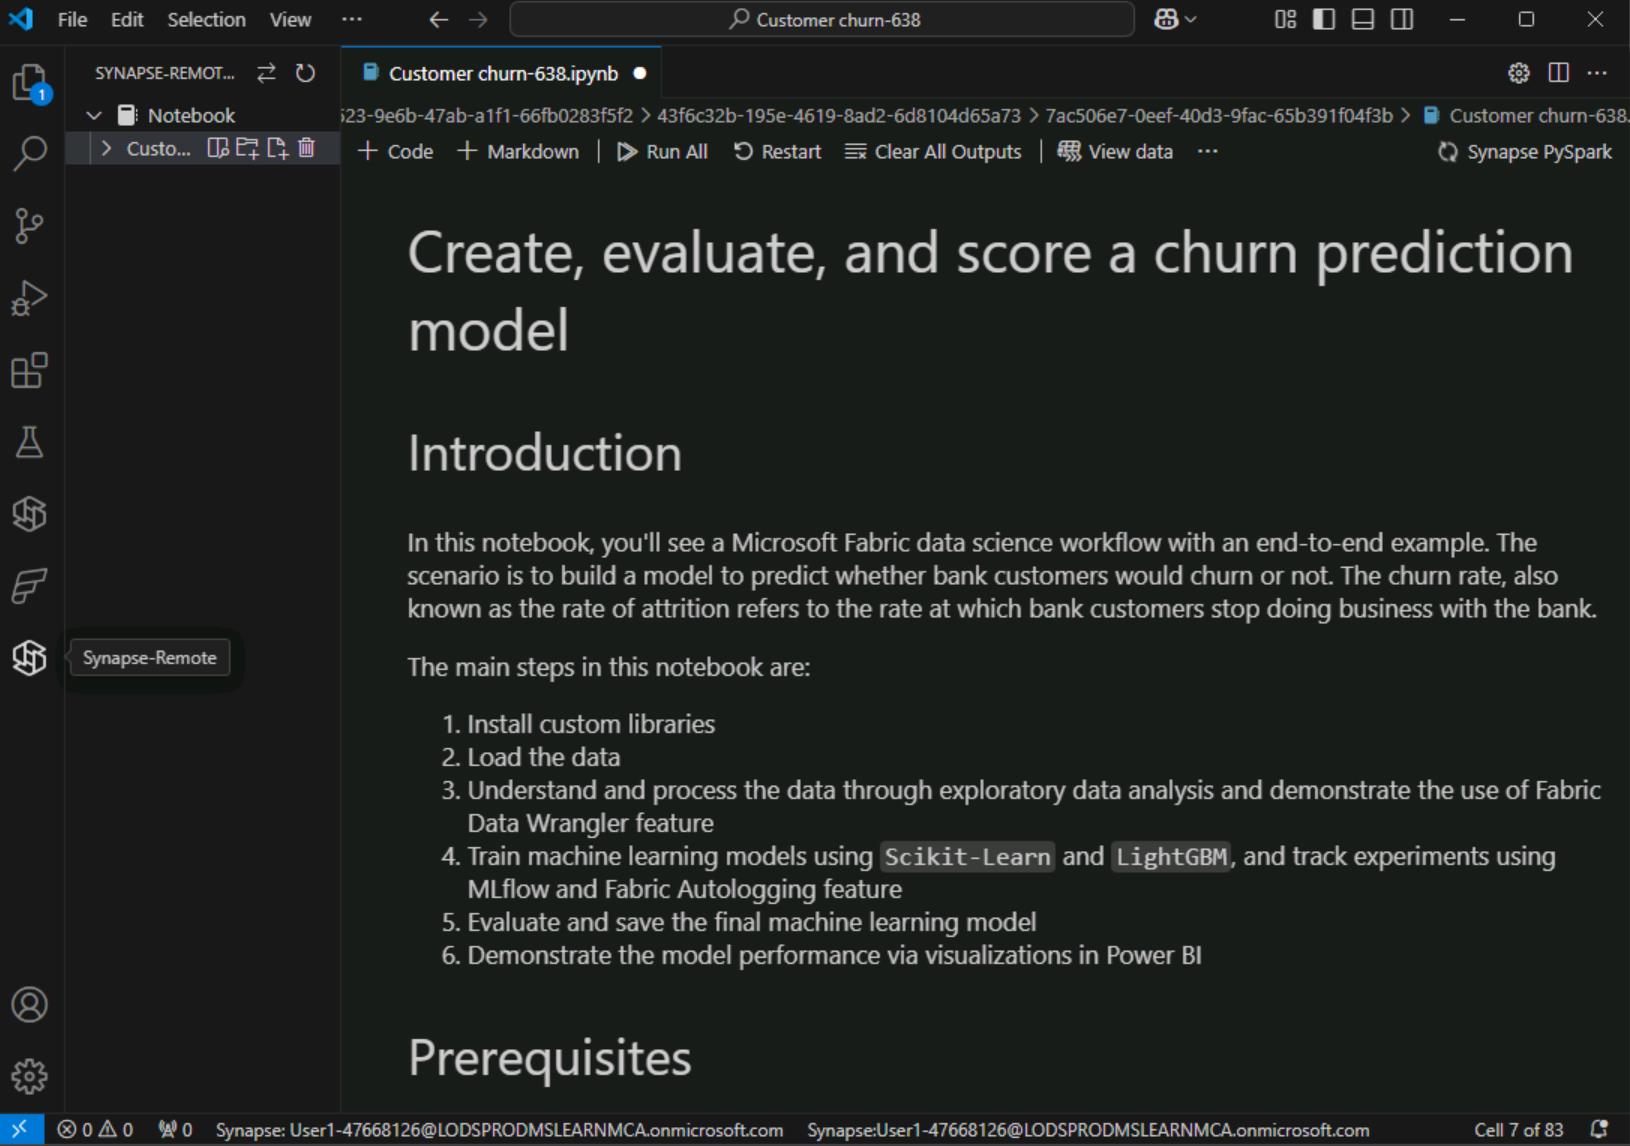 File Edit Selection View ··· Customer churn-638
SYNAPSE-REMOT...
Customer churn-638.ipynb
1
Notebook
523-9e6b-47ab-a1f1-66fb0283f5f2 > 43f6c32b-195e-4619-8ad2-6d8104d65a73 > 7ac506e7-0eef-40d3-9fac-65b391f04f3b > Customer churn-638.
Custo...
+ Code + Markdown | Run All Restart Clear All Outputs | View data ··· Synapse PySpark
Create, evaluate, and score a churn prediction
model
Introduction
In this notebook, you'll see a Microsoft Fabric data science workflow with an end-to-end example. The
scenario is to build a model to predict whether bank customers would churn or not. The churn rate, also
known as the rate of attrition refers to the rate at which bank customers stop doing business with the bank.
Synapse-Remote
The main steps in this notebook are:
1. Install custom libraries
2. Load the data
3. Understand and process the data through exploratory data analysis and demonstrate the use of Fabric
Data Wrangler feature
4. Train machine learning models using Scikit-Learn and LightGBM, and track experiments using
MLflow and Fabric Autologging feature
5. Evaluate and save the final machine learning model
6. Demonstrate the model performance via visualizations in Power BI
Prerequisites
0 0 0 Synapse: User1-47668126@LODSPRODMSLEARNMCA.onmicrosoft.com Synapse:User1-47668126@LODSPRODMSLEARNMCA.onmicrosoft.com Cell 7 of 83